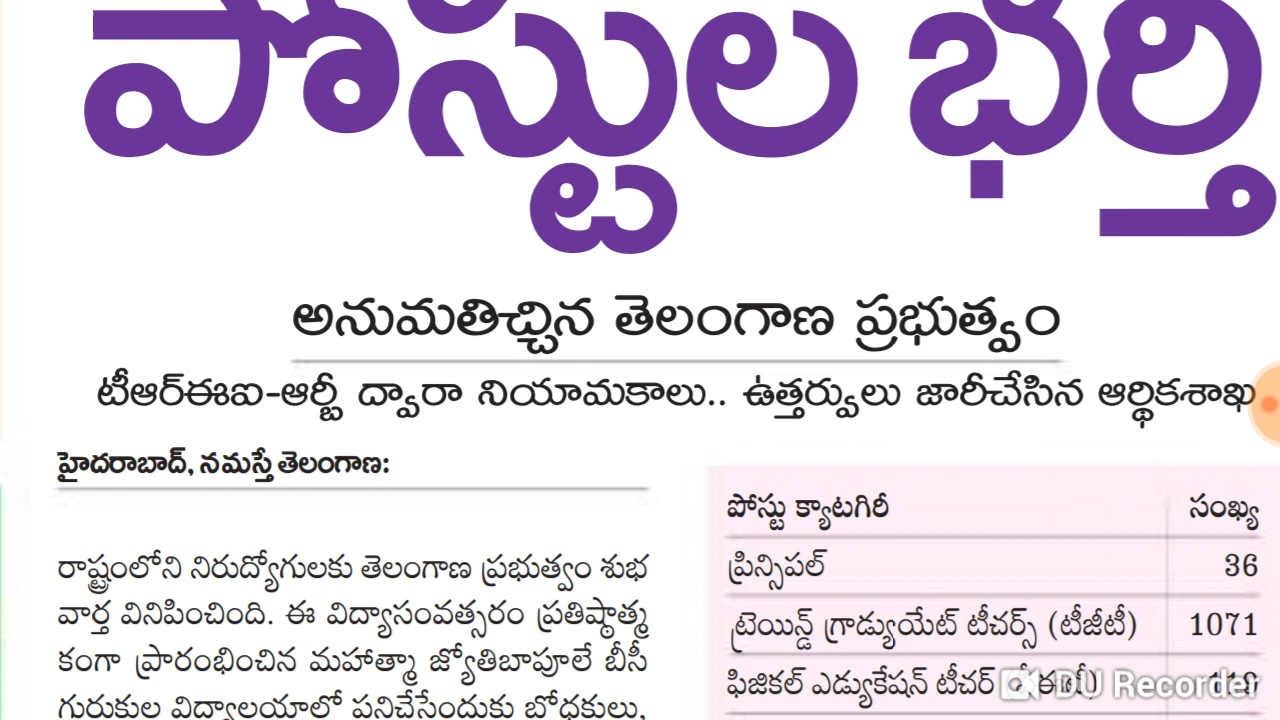 పోస్టుల భర్తి
అనుమతిచ్చిన తెలంగాణ ప్రభుత్వం
టీఆర్ఈఐ-ఆర్బీ ద్వారా నియామకాలు.. ఉత్తర్వులు జారీచేసిన ఆర్థికశాఖ
హైదరాబాద్, నమస్తే తెలంగాణ:
రాష్ట్రంలోని నిరుద్యోగులకు తెలంగాణ ప్రభుత్వం శుభ
వార్త వినిపించింది. ఈ విద్యాసంవత్సరం ప్రతిష్ఠాత్మ
కంగా ప్రారంభించిన మహాత్మా జ్యోతిబాపూలే బీసీ
గురుకుల విద్యాలయాల్లో పనిచేసేందుకు బోధకులు,
పోస్టు క్యాటగిరీ సంఖ్య
ప్రిన్సిపల్ 36
ట్రెయిన్డ్ గ్రాడ్యుయేట్ టీచర్స్ (టీజీటీ) 1071
ఫిజికల్ ఎడ్యుకేషన్ టీచర్
DU Recorder